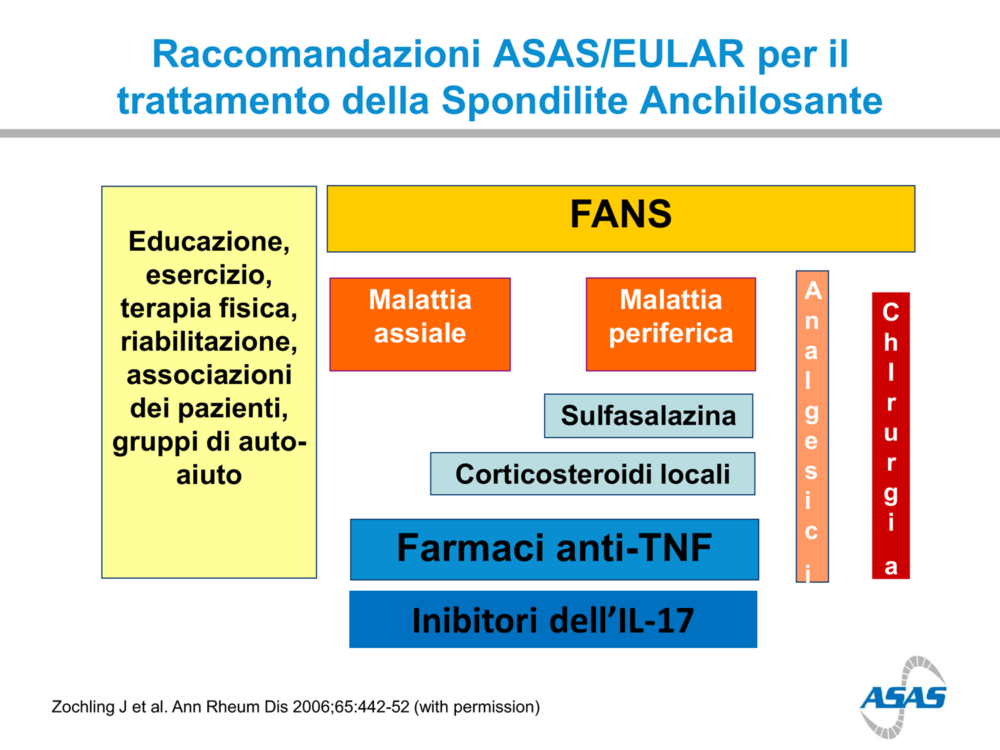 Raccomandazioni ASAS/EULAR per il
trattamento della Spondilite Anchilosante
Educazione,
esercizio,
terapia fisica,
riabilitazione,
associazioni
dei pazienti,
gruppi di auto-
aiuto
FANS
Malattia
assiale
Malattia
periferica
Sulfasalazina
Corticosteroidi locali
Farmaci anti-TNF
Inibitori dell’IL-17
A
n
a
l
g
e
s
i
c
i
C
h
I
r
u
r
g
i
a
Zochling J et al. Ann Rheum Dis 2006;65:442-52 (with permission)
ASAS